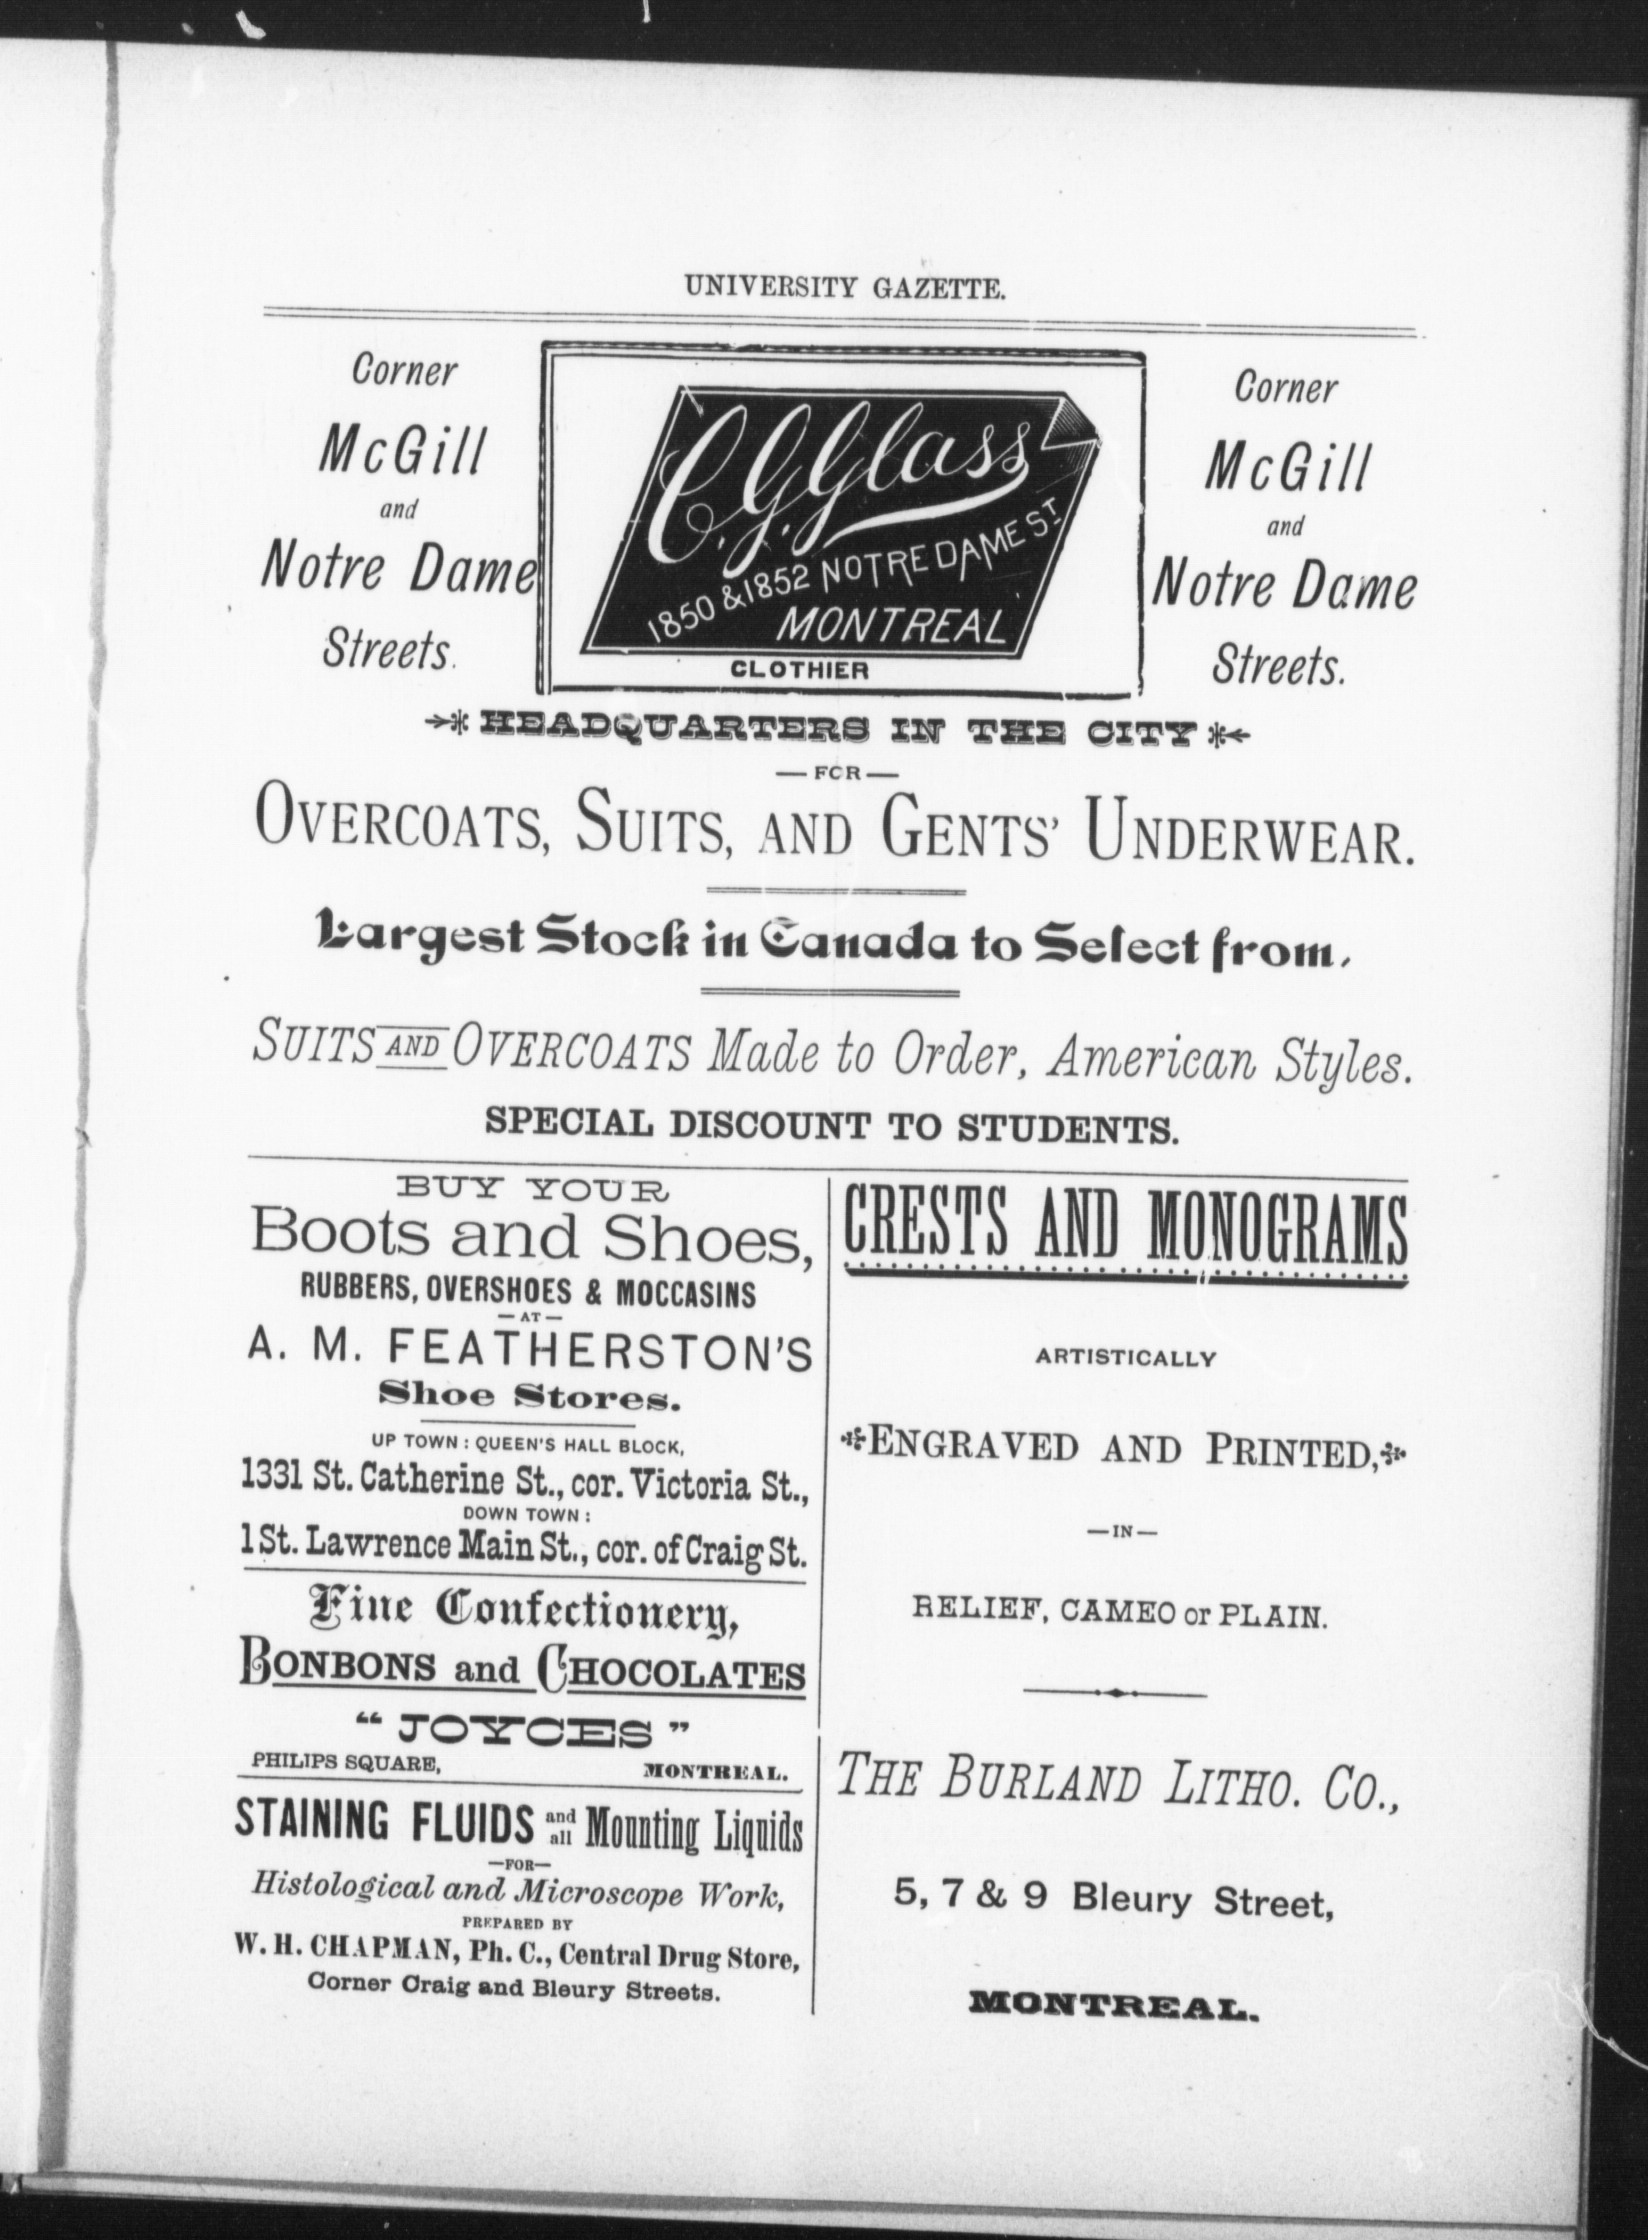 UNIVERSITY GAZETTE.
Corner
McGill
and
Notre Dame
Streets.
C. G. Glass
1850 & 1852 NOTRE DAME ST
MONTREAL
CLOTHIER
Corner
McGill
and
Notre Dame
Streets.
HEADQUARTERS IN THE CITY
— FOR —
OVERCOATS, SUITS, AND GENTS' UNDERWEAR.
Largest Stock in Canada to Select from.
SUITS AND OVERCOATS Made to Order, American Styles.
SPECIAL DISCOUNT TO STUDENTS.
BUY YOUR
Boots and Shoes,
RUBBERS, OVERSHOES & MOCCASINS
— AT —
A. M. FEATHERSTON'S
Shoe Stores.
UP TOWN: QUEEN'S HALL BLOCK,
1331 St. Catherine St., cor. Victoria St.,
DOWN TOWN:
1 St. Lawrence Main St., cor. of Craig St.
Fine Confectionery,
BONBONS and CHOCOLATES
"JOYCES"
PHILIPS SQUARE, MONTREAL.
STAINING FLUIDS and all Mounting Liquids
—FOR—
Histological and Microscope Work,
PREPARED BY
W. H. CHAPMAN, Ph. C., Central Drug Store,
Corner Craig and Bleury Streets.
CRESTS AND MONOGRAMS
ARTISTICALLY
ENGRAVED AND PRINTED,
—IN—
RELIEF, CAMEO or PLAIN.
THE BURLAND LITHO. CO.,
5, 7 & 9 Bleury Street,
MONTREAL.